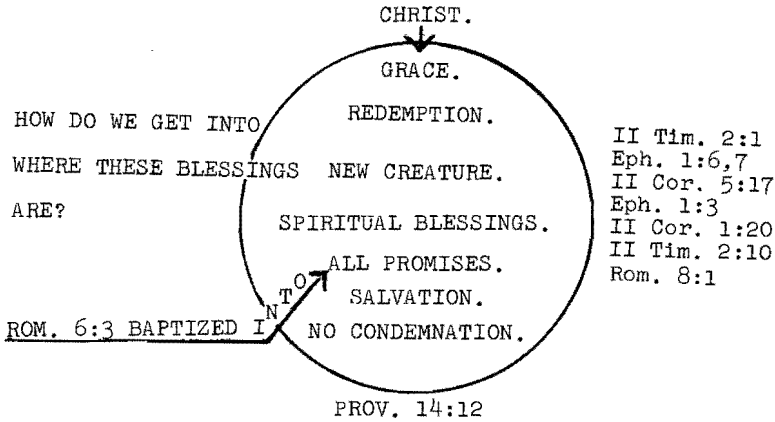 CHRIST.
GRACE.
REDEMPTION.
HOW DO WE GET INTO
WHERE THESE BLESSINGS
ARE?
NEW CREATURE.
SPIRITUAL BLESSINGS.
ALL PROMISES.
SALVATION.
NO CONDEMNATION.
II Tim. 2:1
Eph. 1:6,7
II Cor. 5:17
Eph. 1:3
II Cor. 1:20
II Tim. 2:10
Rom. 8:1
ROM. 6:3 BAPTIZED INTO
PROV. 14:12